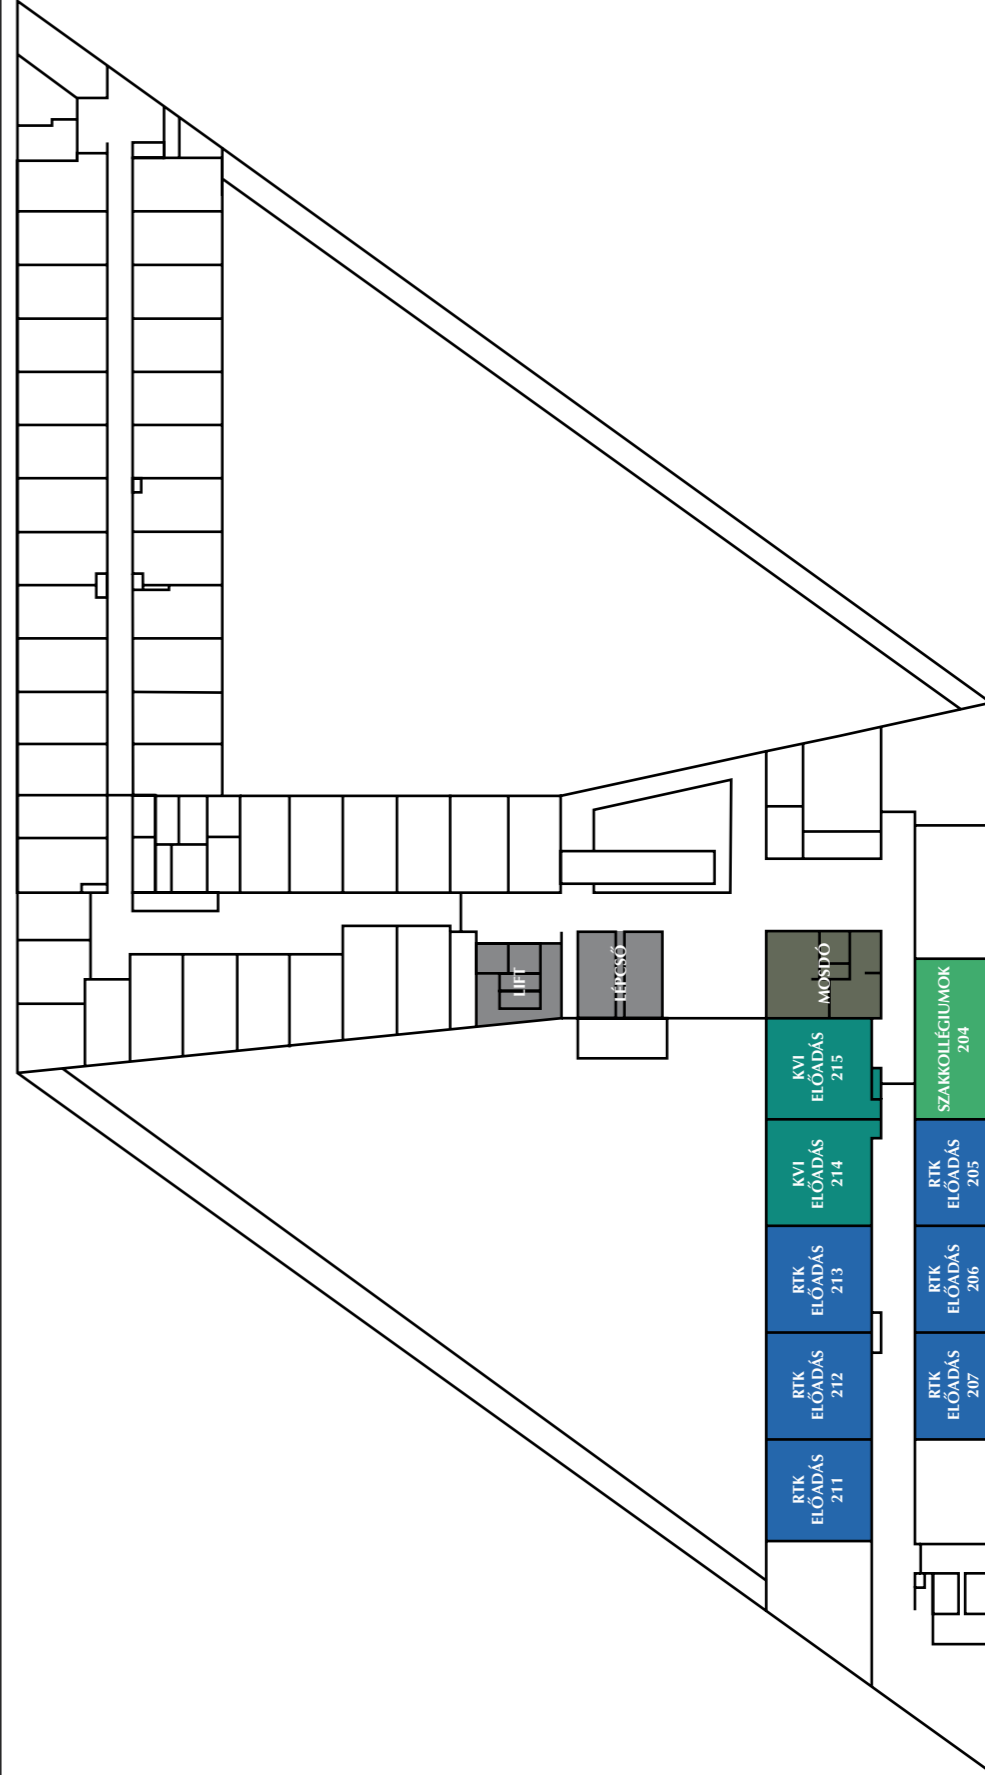 LIFT
LÉPCSŐ
MOSDÓ
KVI
ELŐADÁS
215
KVI
ELŐADÁS
214
RTK
ELŐADÁS
213
RTK
ELŐADÁS
212
RTK
ELŐADÁS
211
SZAKKOLLÉGIUMOK
204
RTK
ELŐADÁS
205
RTK
ELŐADÁS
206
RTK
ELŐADÁS
207